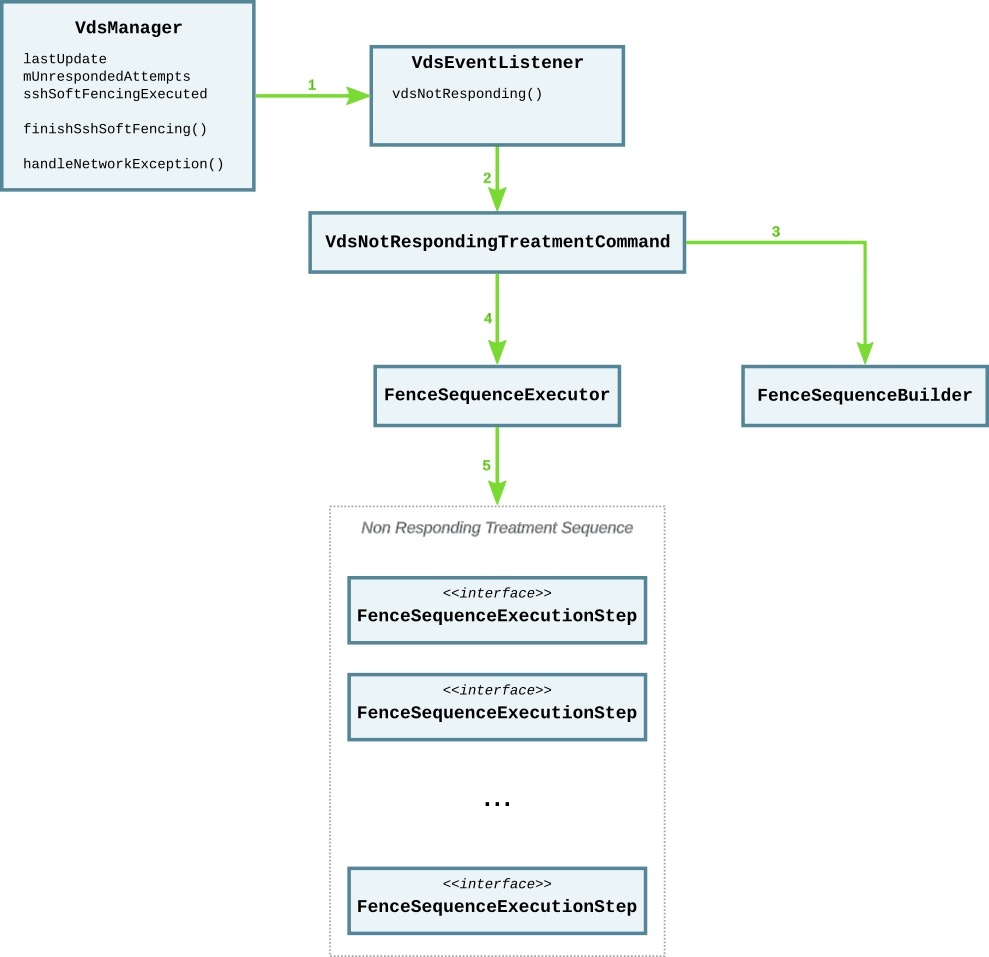 VdsManager
lastUpdate
mUnrespondedAttempts
sshSoftFencingExecuted
finishSshSoftFencing()
handleNetworkException()
1
VdsEventListener
vdsNotResponding()
2
VdsNotRespondingTreatmentCommand
3
4
FenceSequenceExecutor
FenceSequenceBuilder
5
Non Responding Treatment Sequence
<<interface>>
FenceSequenceExecutionStep
<<interface>>
FenceSequenceExecutionStep
...
<<interface>>
FenceSequenceExecutionStep